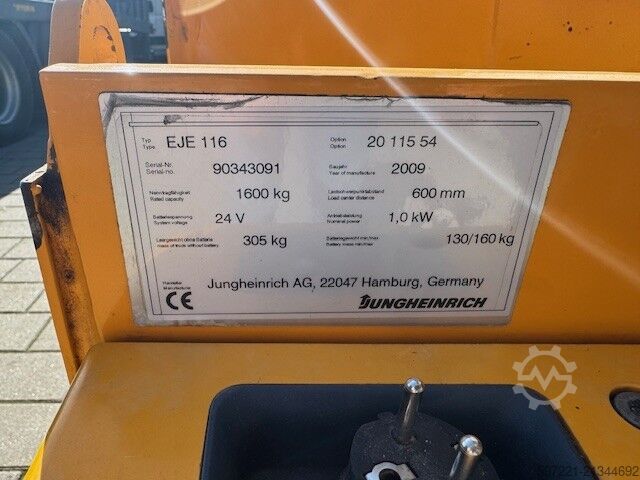 Typ EJE 116 Option 20 115 54
Type Option
Serial-Nr. 90343091 Baujahr 2009
Serial-no. Year of manufacture
Nenntragfähigkeit 1600 kg Lastschwerpunktabstand 600 mm
Rated capacity Load center distance
Batteriespannung 24 V Antriebsleistung 1,0 kW
System voltage Nominal power
Leergewicht ohne Batterie 305 kg Batteriegewicht min/max 130/160 kg
mass of truck without battery Battery mass min/max
Hersteller Jungheinrich AG, 22047 Hamburg, Germany
Manufacturer
CE JUNGHEINRICH